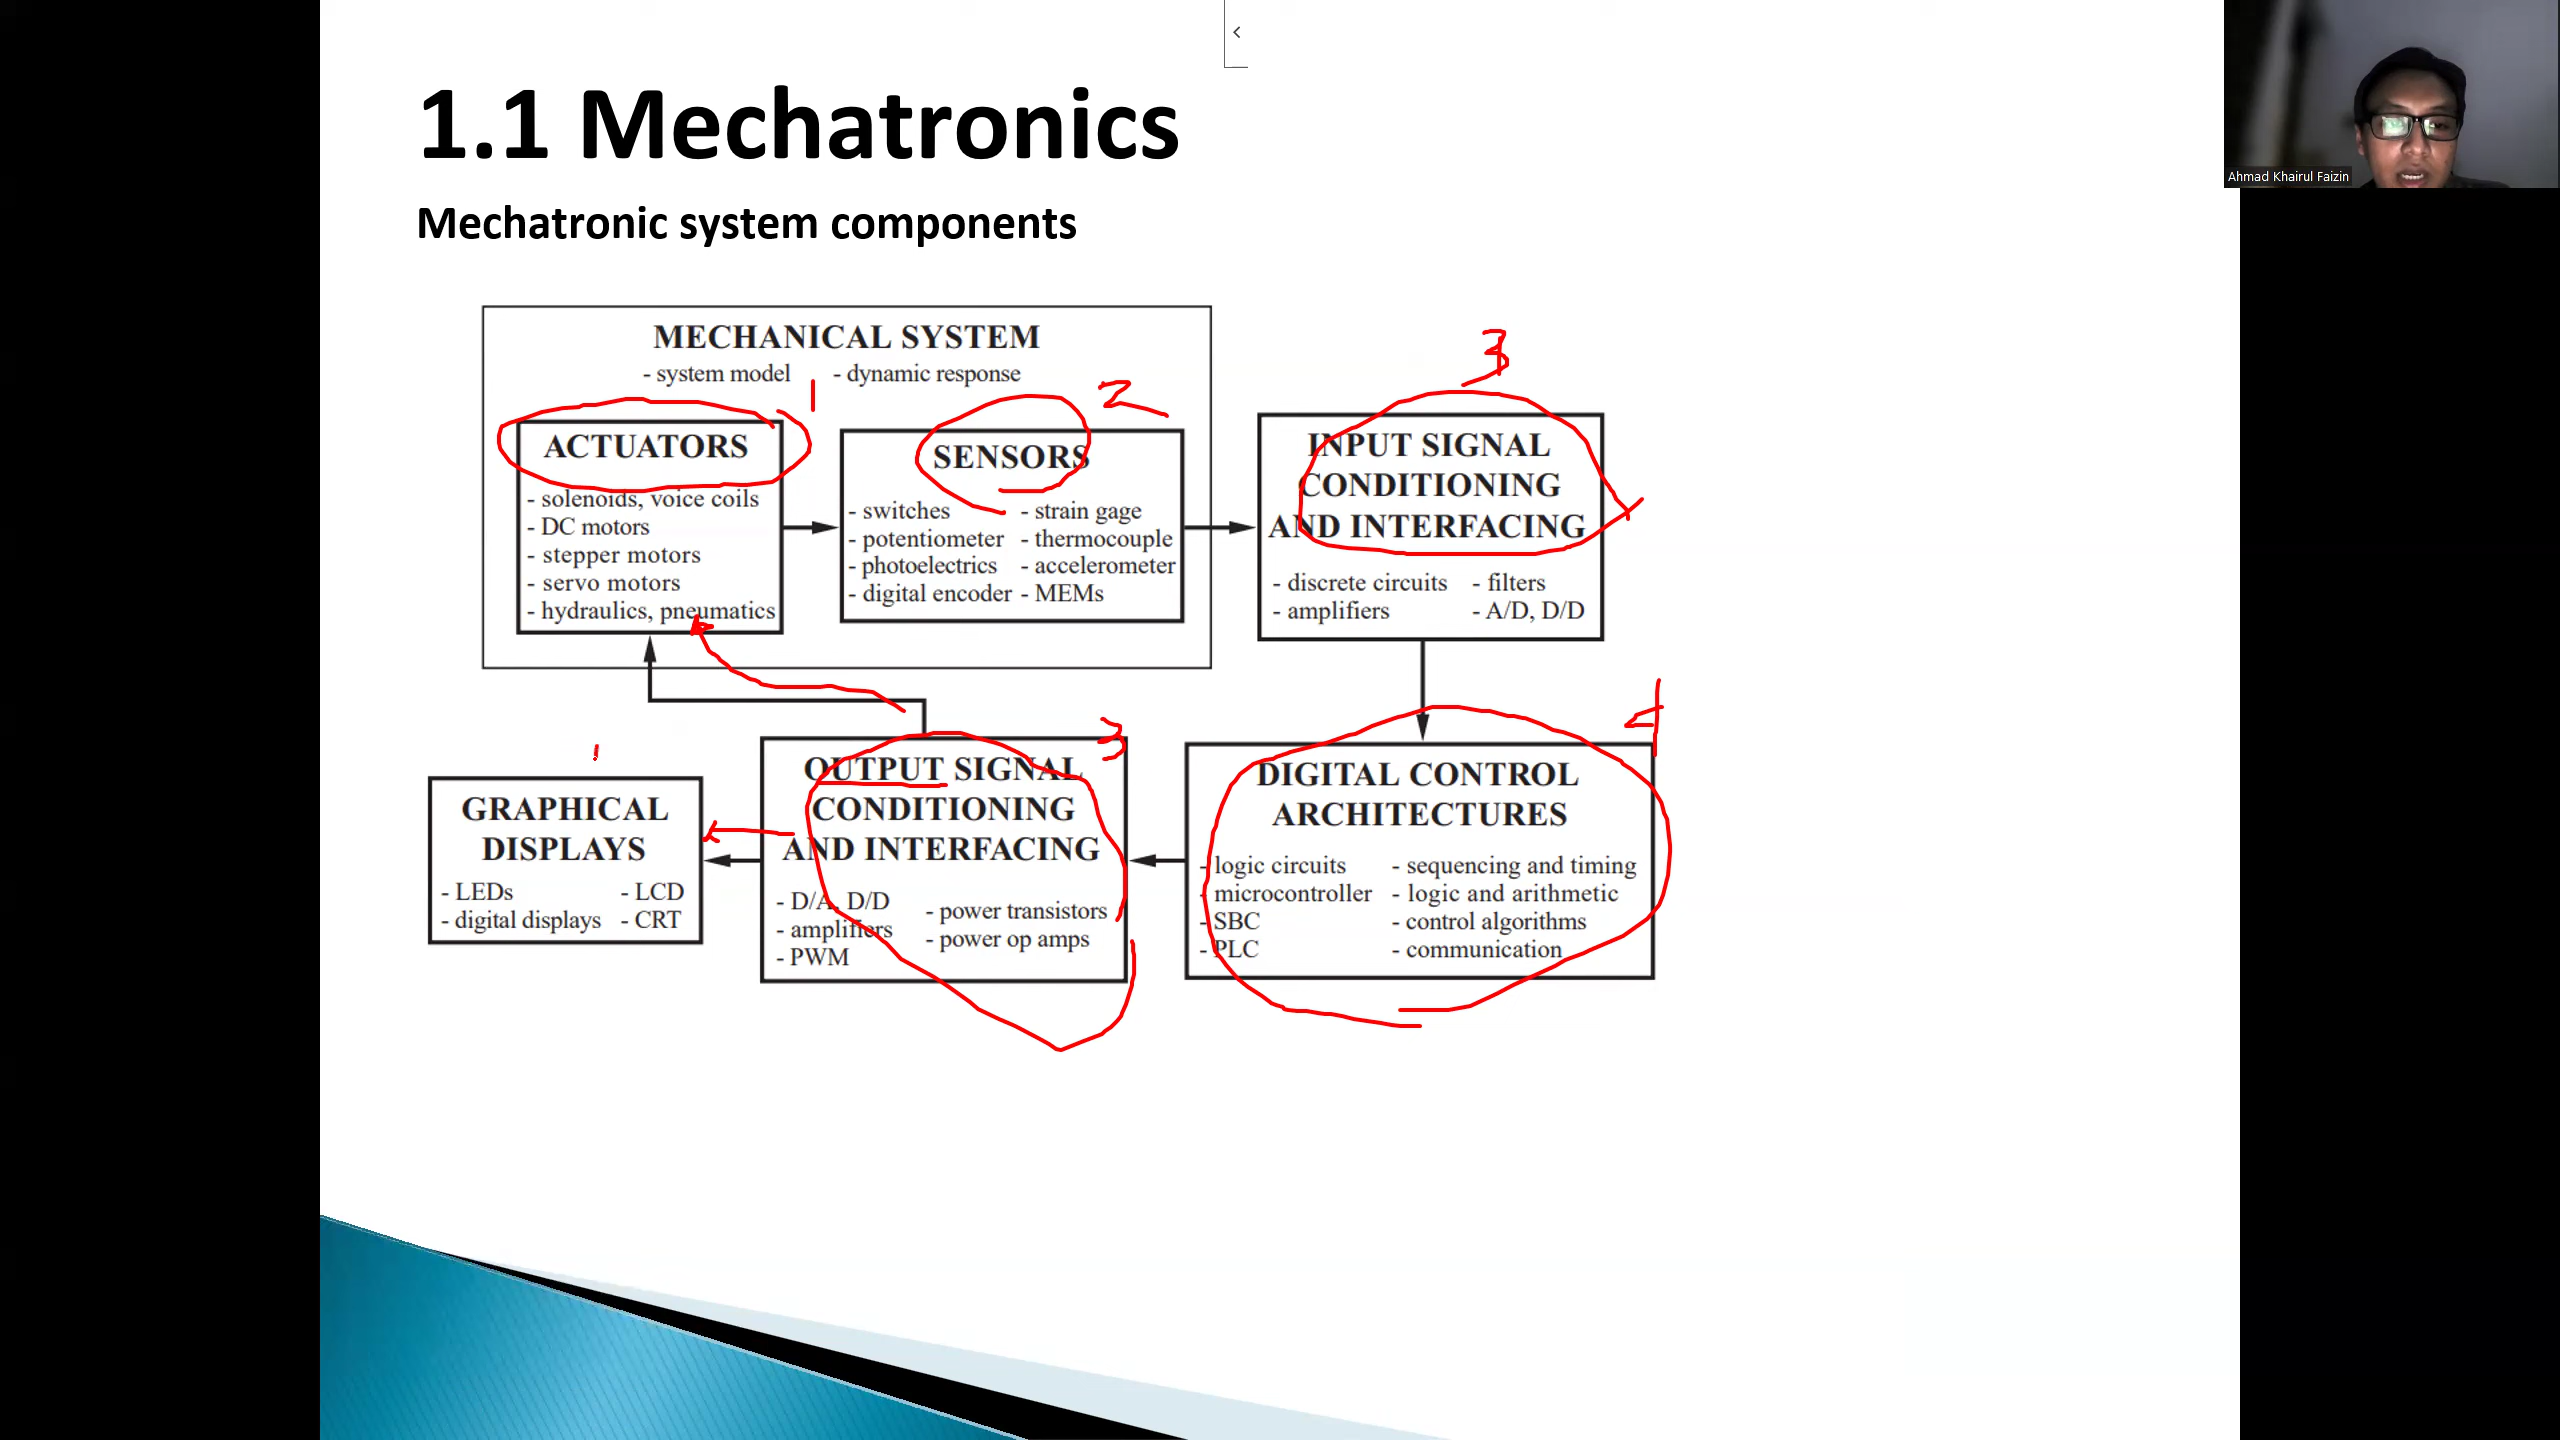 1.1 Mechatronics
Ahmad Khairul Faizin
Mechatronic system components
MECHANICAL SYSTEM
- system model - dynamic response
1
2
3
ACTUATORS
- solenoids, voice coils
- DC motors
- stepper motors
- servo motors
- hydraulics, pneumatics
SENSORS
- switches - strain gage
- potentiometer - thermocouple
- photoelectrics - accelerometer
- digital encoder - MEMs
INPUT SIGNAL
CONDITIONING
AND INTERFACING
- discrete circuits - filters
- amplifiers - A/D, D/D
GRAPHICAL
DISPLAYS
- LEDs - LCD
- digital displays - CRT
3
OUTPUT SIGNAL
CONDITIONING
AND INTERFACING
- D/A, D/D - power transistors
- amplifiers - power op amps
- PWM
4
DIGITAL CONTROL
ARCHITECTURES
- logic circuits - sequencing and timing
- microcontroller - logic and arithmetic
- SBC - control algorithms
- PLC - communication